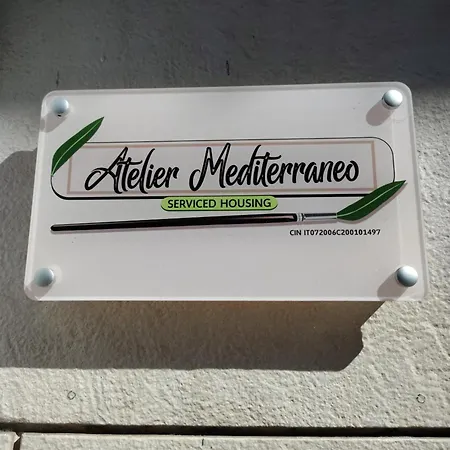 Atelier Mediterraneo
SERVICED HOUSING
CIN IT072006C200101497